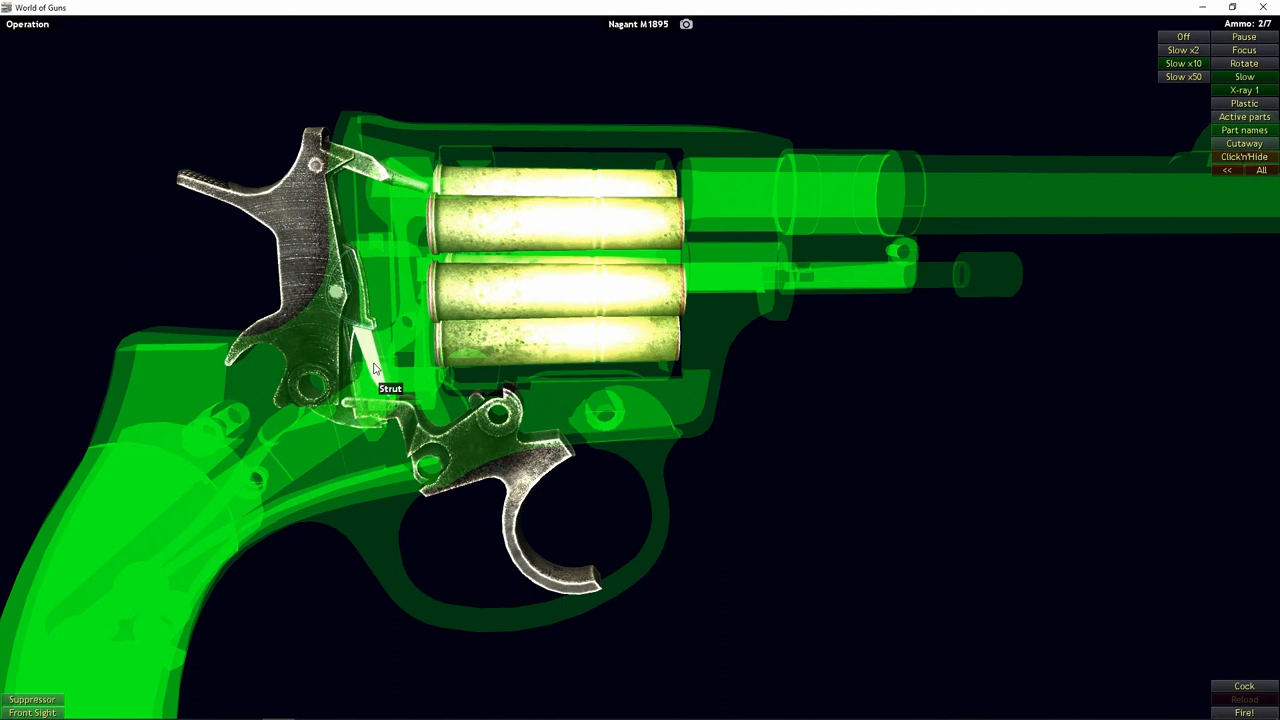 World of Guns
Operation
Nagant M1895
Ammo: 2/7
Off
Pause
Slow x2
Focus
Slow x10
Rotate
Slow x50
Slow
X-ray 1
Plastic
Active parts
Part names
Cutaway
Click'n'Hide
<<
All
Strut
Suppressor
Front Sight
Cock
Reload
Fire!